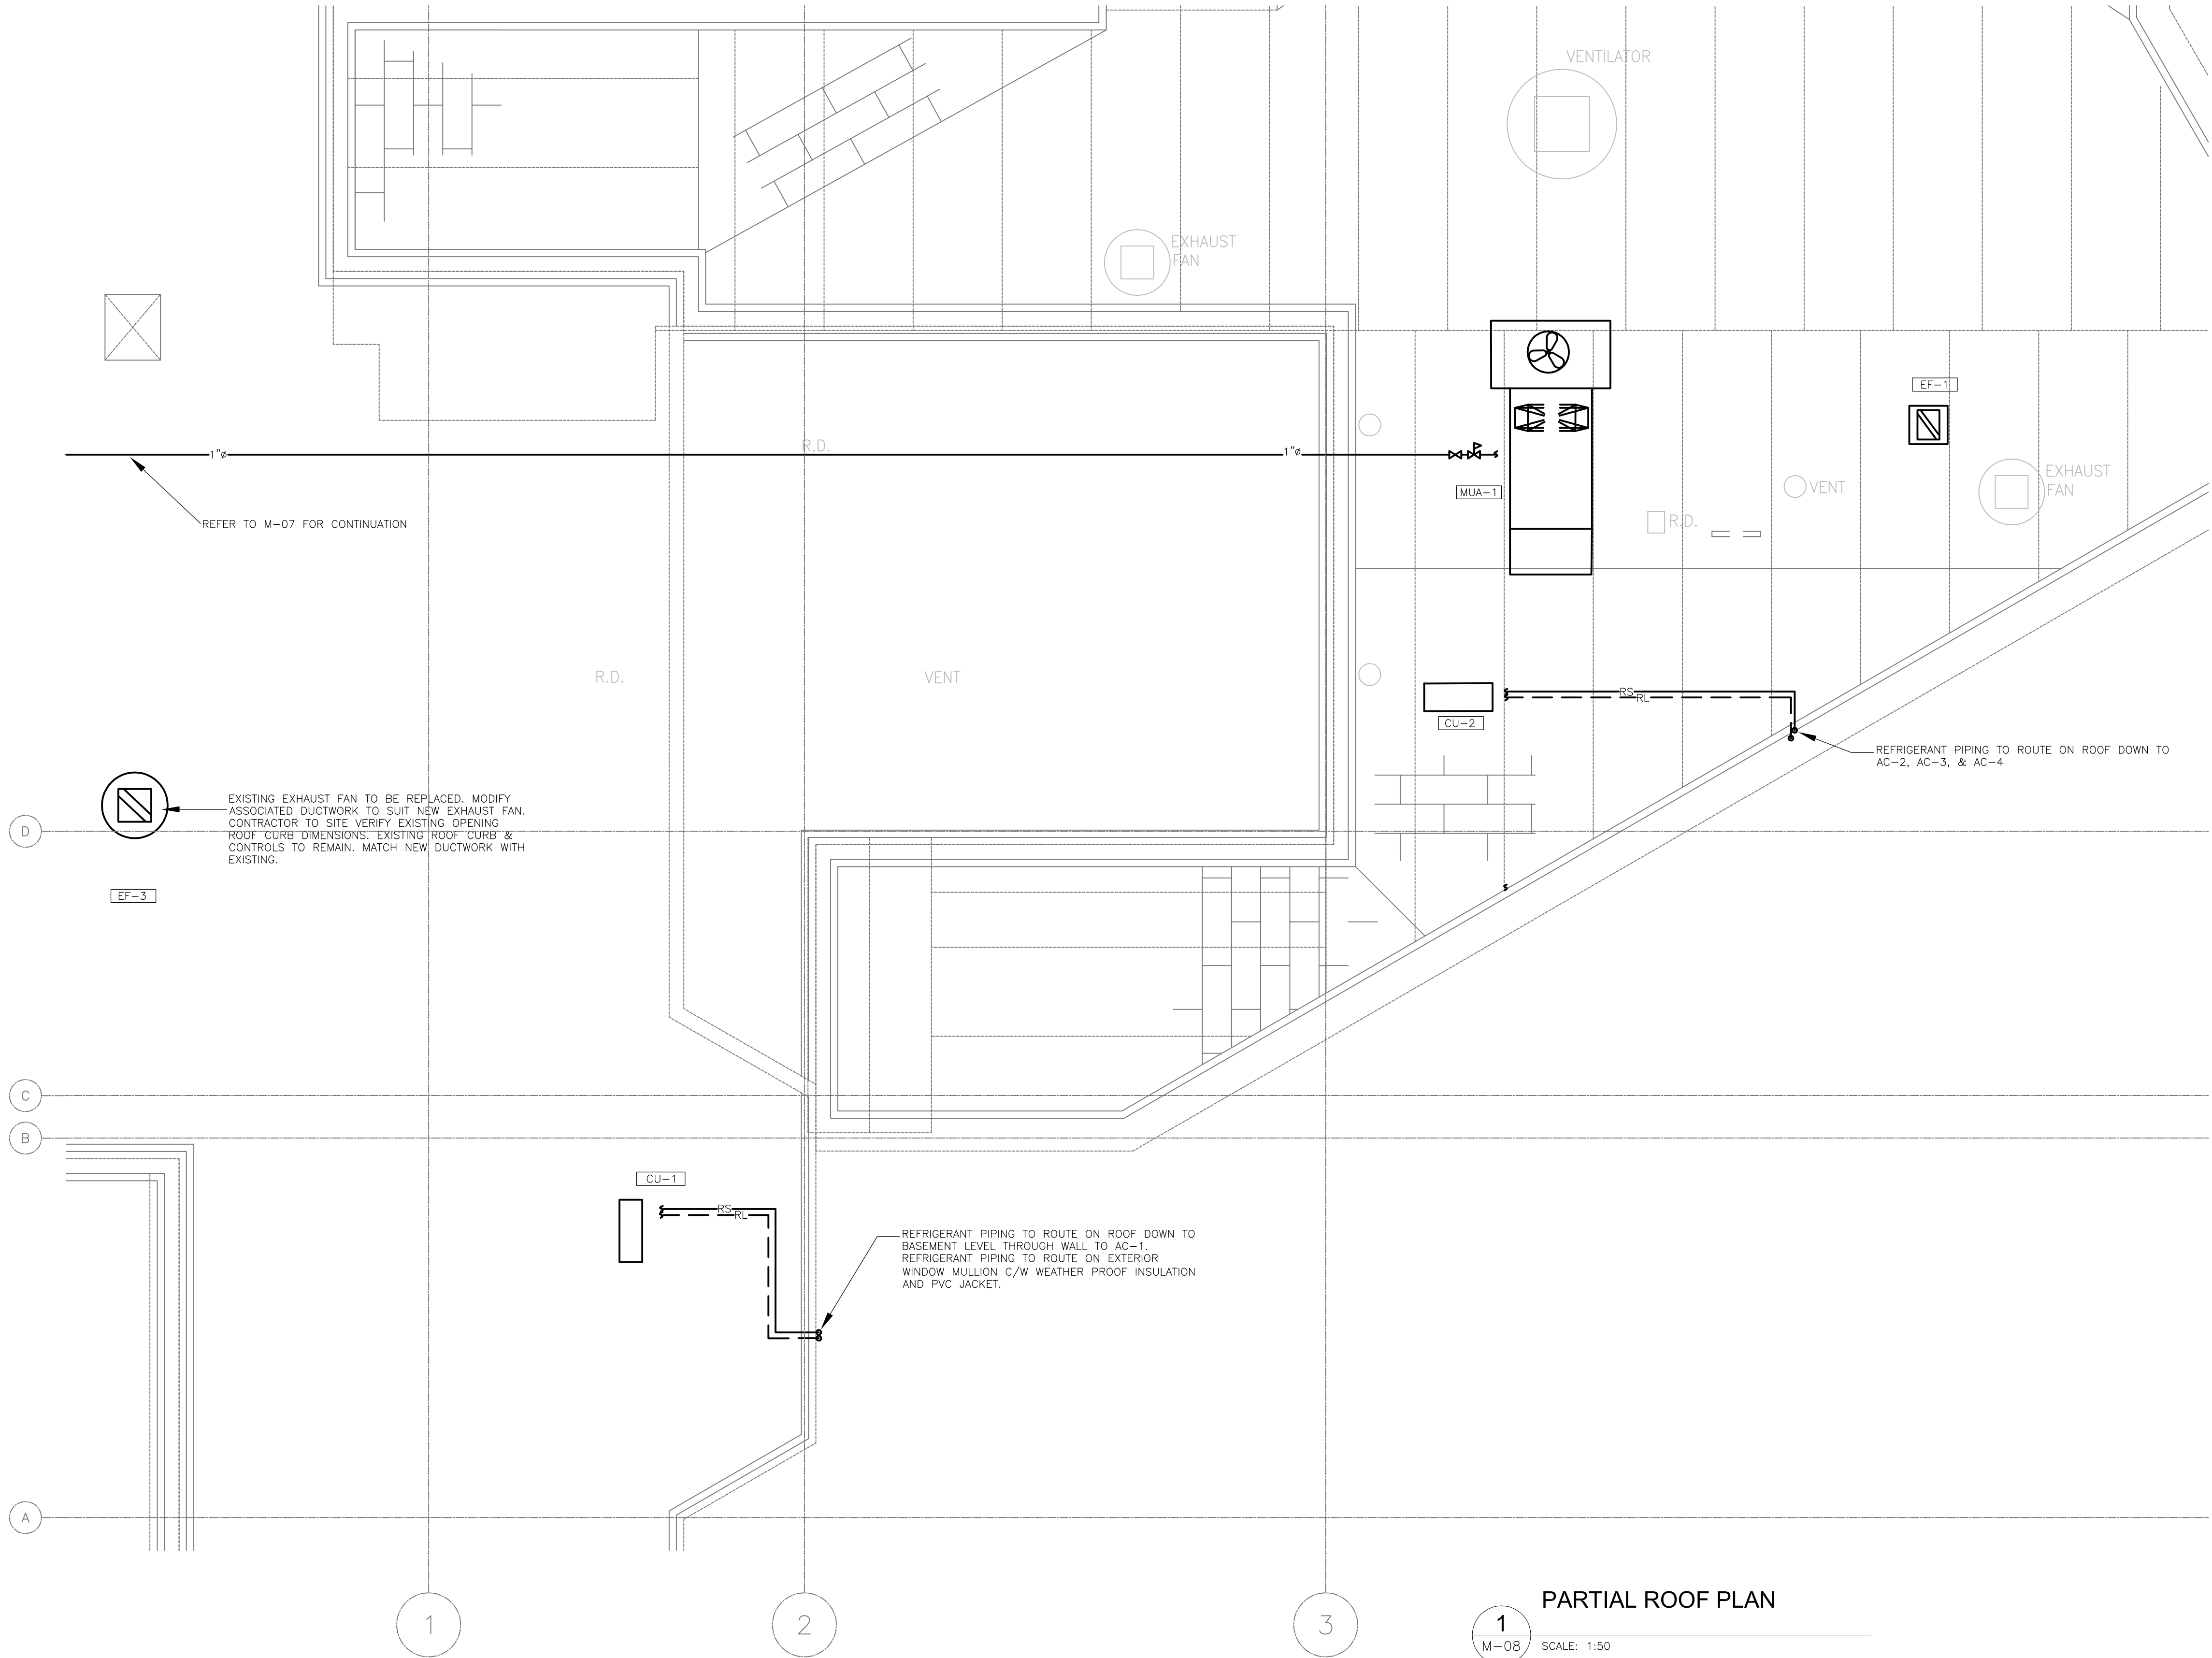 VENTILATOR
EXHAUST
FAN
EF-1
R.D.
1"ø
1"ø
MUA-1
EXHAUST
FAN
VENT
R.D.
REFER TO M-07 FOR CONTINUATION
R.D.
VENT
RS
RL
CU-2
REFRIGERANT PIPING TO ROUTE ON ROOF DOWN TO
AC-2, AC-3, & AC-4
EXISTING EXHAUST FAN TO BE REPLACED. MODIFY
ASSOCIATED DUCTWORK TO SUIT NEW EXHAUST FAN.
CONTRACTOR TO SITE VERIFY EXISTING OPENING
ROOF CURB DIMENSIONS. EXISTING ROOF CURB &
CONTROLS TO REMAIN. MATCH NEW DUCTWORK WITH
EXISTING.
D
EF-3
C
B
CU-1
RS
RL
REFRIGERANT PIPING TO ROUTE ON ROOF DOWN TO
BASEMENT LEVEL THROUGH WALL TO AC-1.
REFRIGERANT PIPING TO ROUTE ON EXTERIOR
WINDOW MULLION C/W WEATHER PROOF INSULATION
AND PVC JACKET.
A
1
2
3
PARTIAL ROOF PLAN
1
M-08
SCALE: 1:50